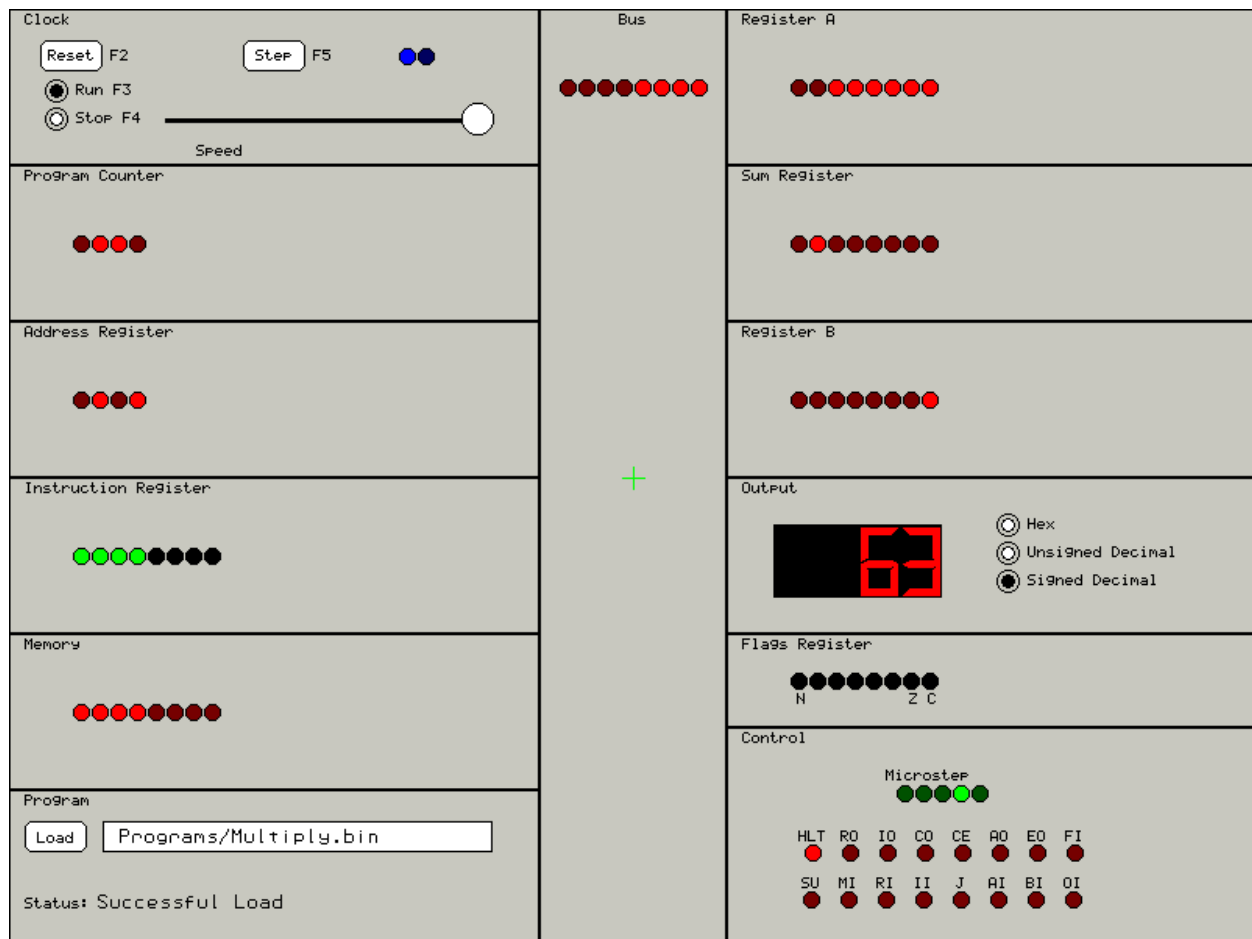 Clock
Reset F2 Step F5
Run F3
Stop F4
Speed
Program Counter
Address Register
Instruction Register
Memory
Program
Load Programs/Multiply.bin
Status: Successful Load
Bus
Register A
Sum Register
Register B
Output
63
Hex
Unsigned Decimal
Signed Decimal
Flags Register
N Z C
Control
Microstep
HLT RO IO CO CE AO EO FI
SU MI RI II J AI BI OI